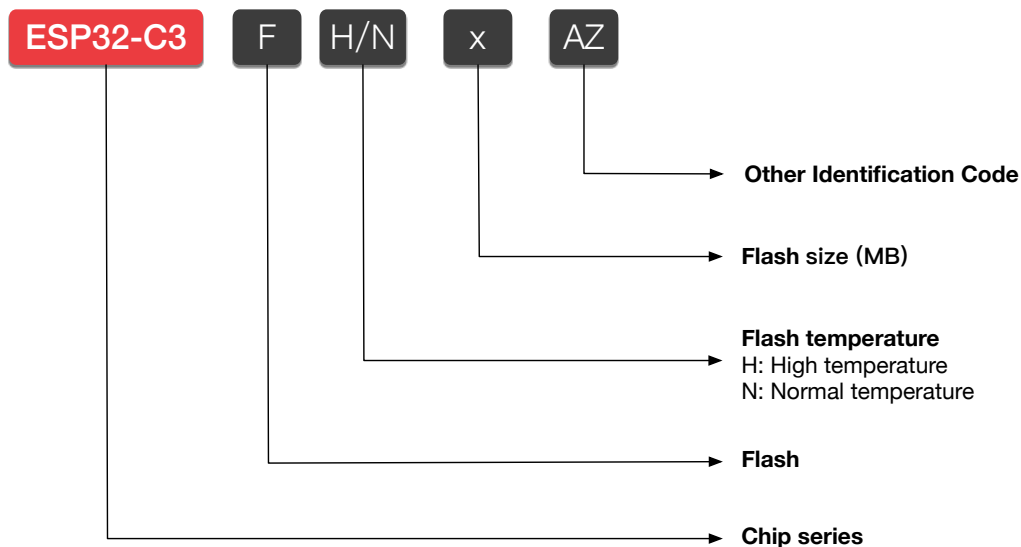 ESP32-C3 F H/N x AZ
Other Identification Code
Flash size (MB)
Flash temperature
H: High temperature
N: Normal temperature
Flash
Chip series